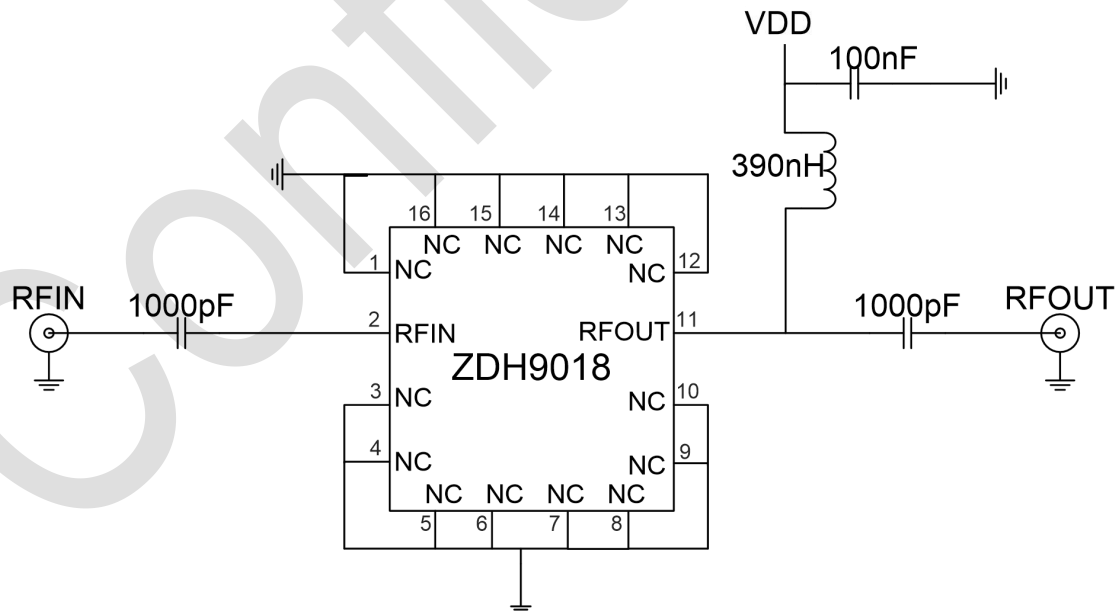 VDD
100nF
390nH
16 15 14 13
NC NC NC NC
1 NC NC 12
RFIN 1000pF 2 RFIN RFOUT 11 1000pF RFOUT
ZDH9018
3 NC NC 10
4 NC NC 9
NC NC NC NC
5 6 7 8